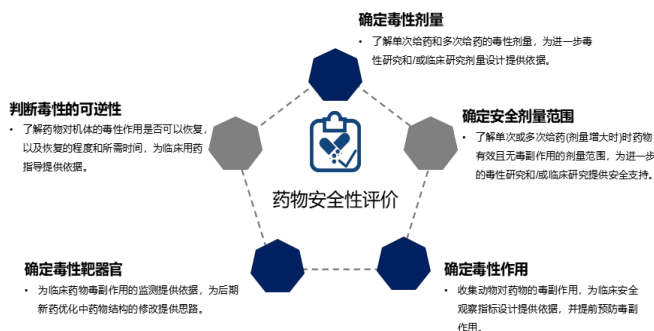 确定毒性剂量
• 了解单次给药和多次给药的毒性剂量，为进一步毒
性研究和/或临床研究剂量设计提供依据。
判断毒性的可逆性
• 了解药物对机体的毒性作用是否可以恢复，
以及恢复的程度和所需时间，为临床用药
指导提供依据。
确定安全剂量范围
• 了解单次或多次给药(剂量增大时)时药物
有效且无毒副作用的剂量范围，为进一步
的毒性研究和/或临床研究提供安全支持。
药物安全性评价
确定毒性靶器官
• 为临床药物毒副作用的监测提供依据，为后期
新药优化中药物结构的修改提供思路。
确定毒性作用
• 收集动物对药物的毒副作用，为临床安全
观察指标设计提供依据，并提前预防毒副
作用。